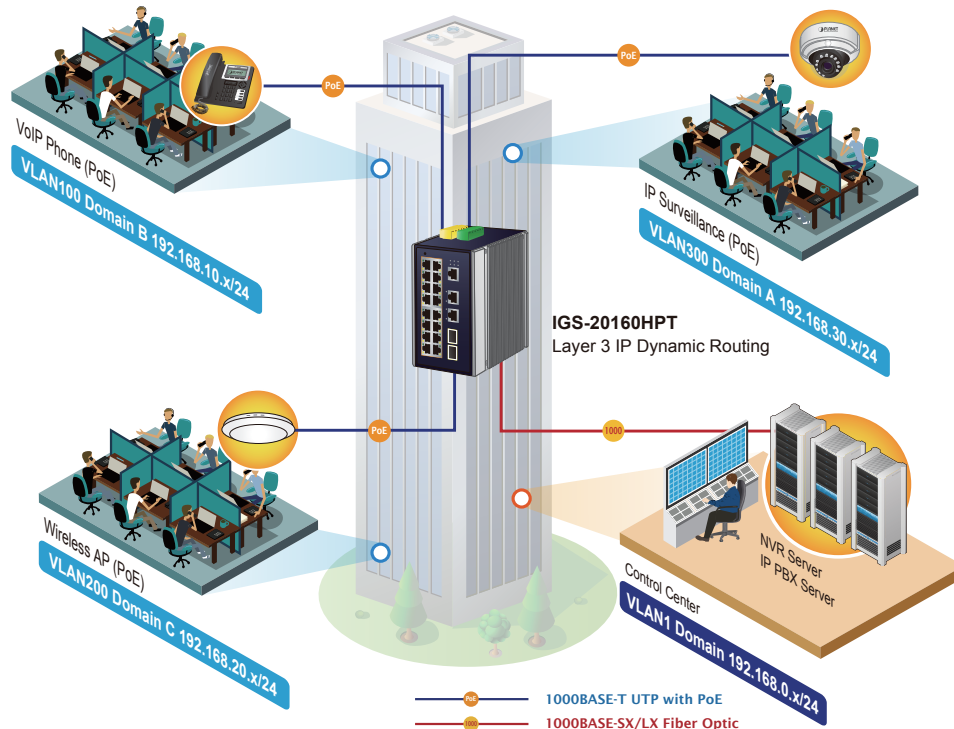 PoE
PoE
PLANET
VoIP Phone (PoE)
VLAN100 Domain B 192.168.10.x/24
IP Surveillance (PoE)
VLAN300 Domain A 192.168.30.x/24
IGS-20160HPT
Layer 3 IP Dynamic Routing
PoE
1000
Wireless AP (PoE)
VLAN200 Domain C 192.168.20.x/24
NVR Server
IP PBX Server
Control Center
VLAN1 Domain 192.168.0.x/24
PoE
1000BASE-T UTP with PoE
1000
1000BASE-SX/LX Fiber Optic